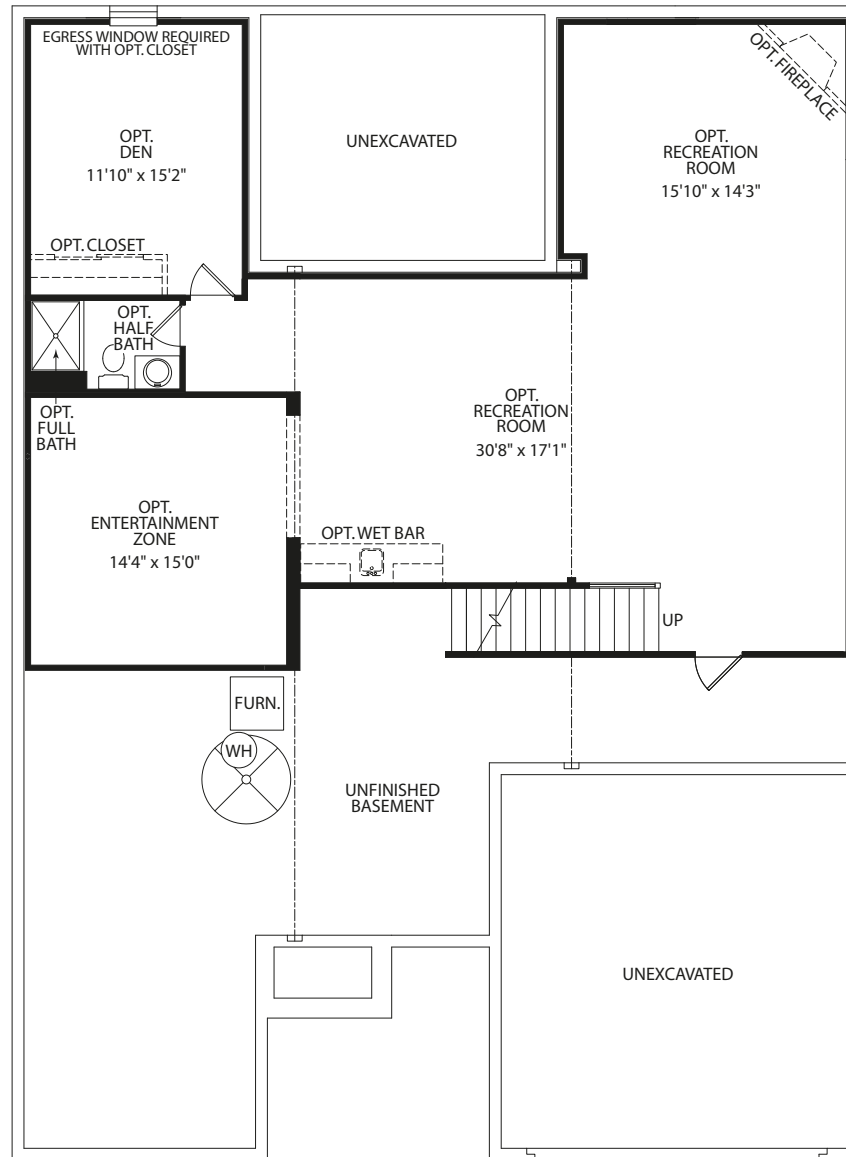 EGRESS WINDOW REQUIRED
WITH OPT. CLOSET
OPT.
DEN
11'10" x 15'2"
OPT. CLOSET
UNEXCAVATED
OPT. FIREPLACE
OPT.
RECREATION
ROOM
15'10" x 14'3"
OPT.
HALF
BATH
OPT.
FULL
BATH
OPT.
RECREATION
ROOM
30'8" x 17'1"
OPT.
ENTERTAINMENT
ZONE
14'4" x 15'0"
OPT. WET BAR
UP
FURN.
WH
UNFINISHED
BASEMENT
UNEXCAVATED